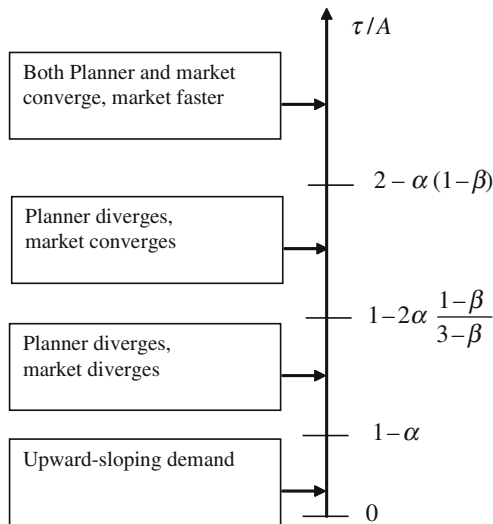 τ/A
Both Planner and market
converge, market faster
2 – α (1–β)
Planner diverges,
market converges
1–2α (1–β)/(3–β)
Planner diverges,
market diverges
1–α
Upward-sloping demand
0